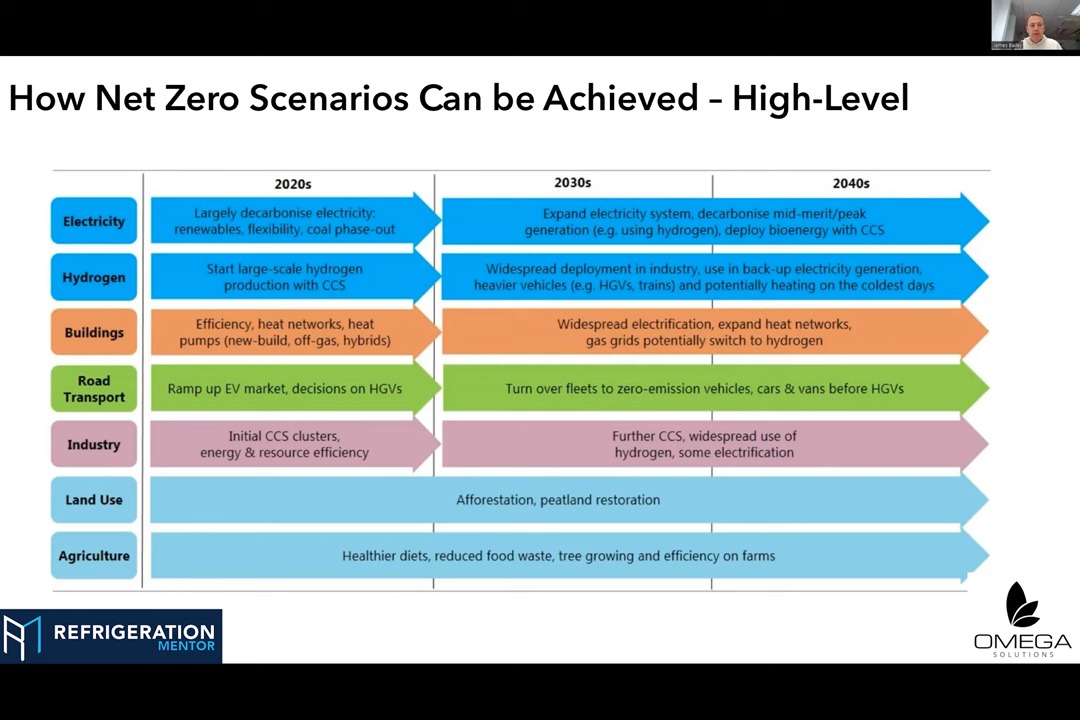 James Bailey
How Net Zero Scenarios Can be Achieved – High-Level
2020s
2030s
2040s
Electricity
Largely decarbonise electricity:
renewables, flexibility, coal phase-out
Expand electricity system, decarbonise mid-merit/peak
generation (e.g. using hydrogen), deploy bioenergy with CCS
Hydrogen
Start large-scale hydrogen
production with CCS
Widespread deployment in industry, use in back-up electricity generation,
heavier vehicles (e.g. HGVs, trains) and potentially heating on the coldest days
Buildings
Efficiency, heat networks, heat
pumps (new-build, off-gas, hybrids)
Widespread electrification, expand heat networks,
gas grids potentially switch to hydrogen
Road
Transport
Ramp up EV market, decisions on HGVs
Turn over fleets to zero-emission vehicles, cars & vans before HGVs
Industry
Initial CCS clusters,
energy & resource efficiency
Further CCS, widespread use of
hydrogen, some electrification
Land Use
Afforestation, peatland restoration
Agriculture
Healthier diets, reduced food waste, tree growing and efficiency on farms
REFRIGERATION
MENTOR
OMEGA
SOLUTIONS